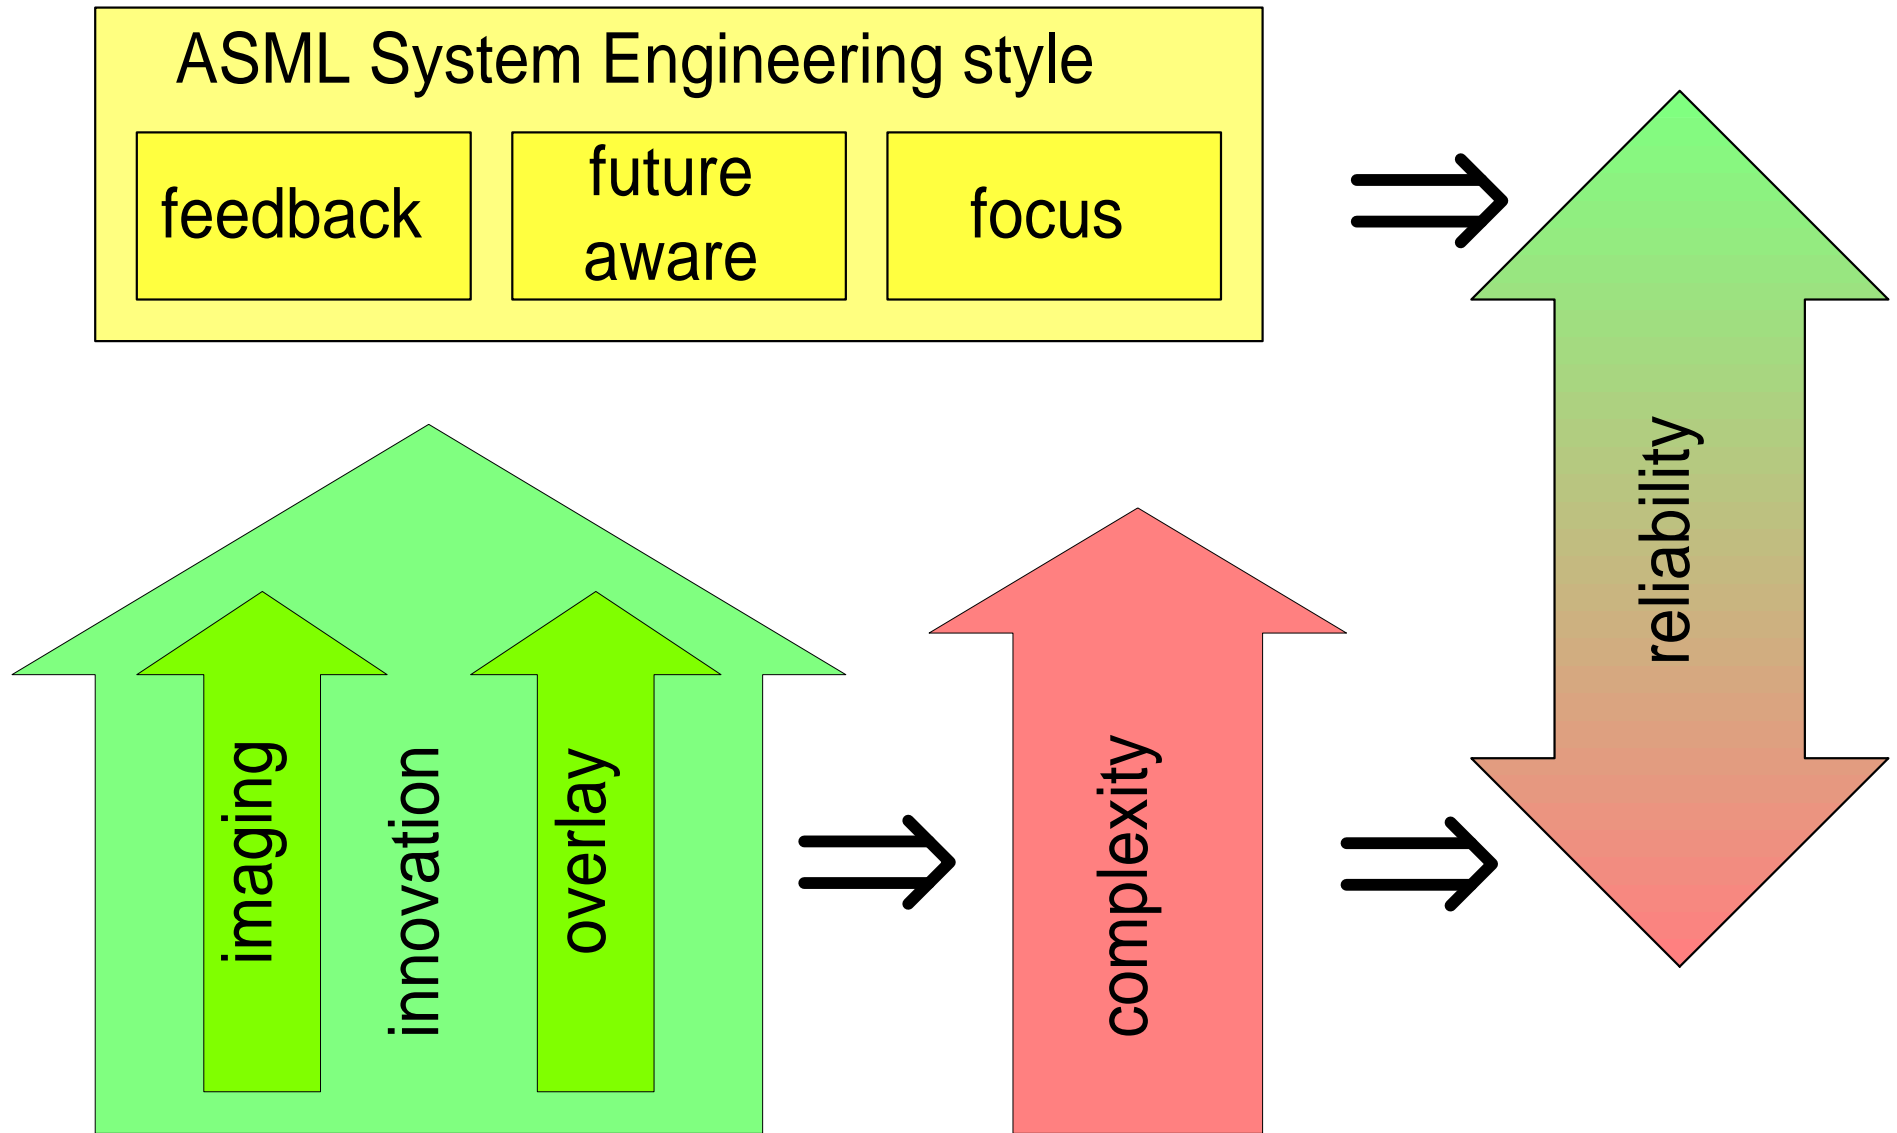 ASML System Engineering style
feedback
future
aware
focus
imaging
innovation
overlay
complexity
reliability